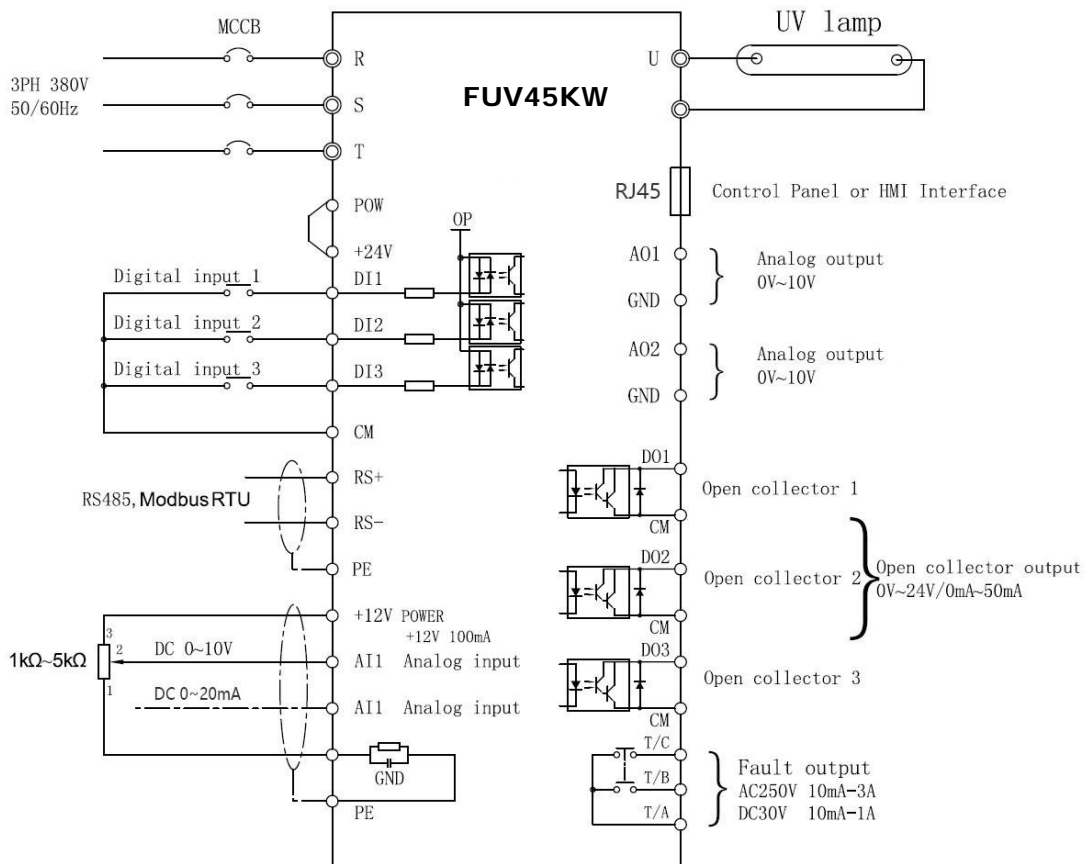 UV lamp
MCCB
R
U
3PH 380V
50/60Hz
FUV45KW
S
T
RJ45
Control Panel or HMI Interface
POW
OP
+24V
AO1
Analog output
0V~10V
Digital input 1
DI1
GND
Digital input 2
DI2
AO2
Analog output
0V~10V
Digital input 3
DI3
GND
CM
DO1
RS+
Open collector 1
RS485, Modbus RTU
CM
RS-
DO2
PE
Open collector 2
Open collector output
0V~24V/0mA~50mA
+12V POWER
+12V 100mA
CM
3
2
1
1kΩ~5kΩ
DC 0~10V
AI1 Analog input
DO3
Open collector 3
DC 0~20mA
AI1 Analog input
CM
T/C
GND
T/B
Fault output
AC250V 10mA-3A
DC30V 10mA-1A
PE
T/A